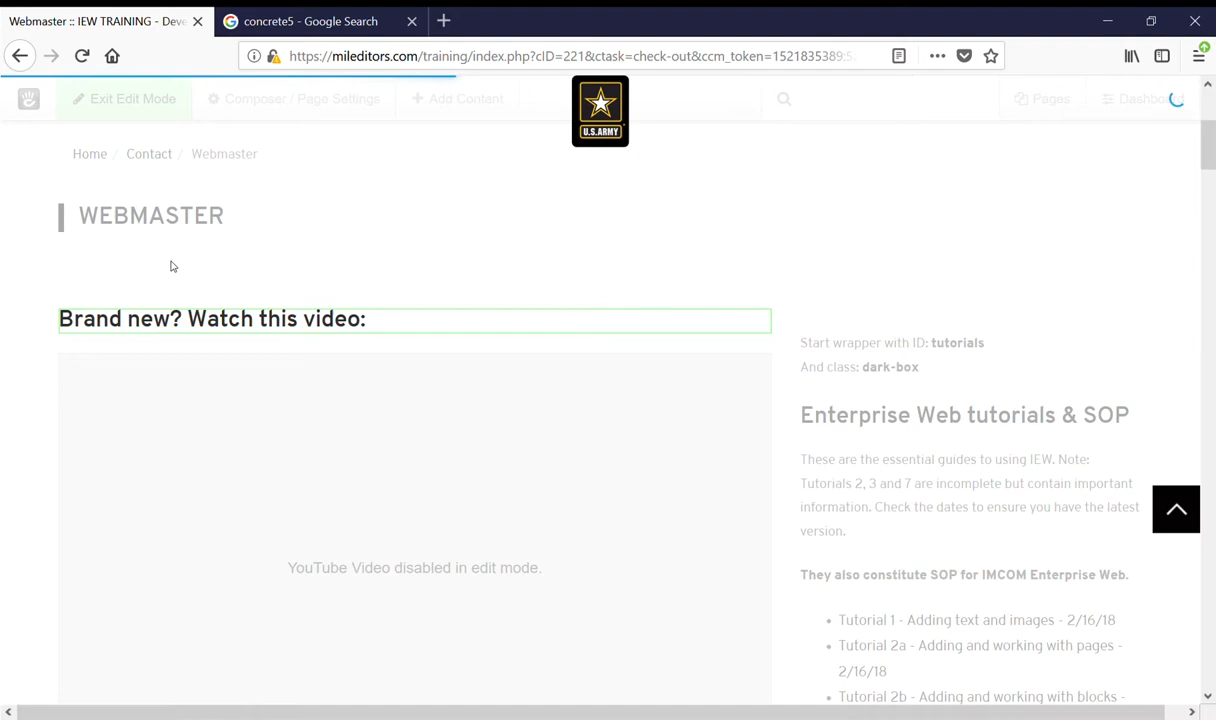 Webmaster :: IEW TRAINING - Deve
concrete5 - Google Search
https://mileditors.com/training/index.php?cID=221&ctask=check-out&ccm_token=1521835389:5
Exit Edit Mode
Composer / Page Settings
Add Content
Pages
Dashboard
U.S.ARMY
Home / Contact / Webmaster
WEBMASTER
Brand new? Watch this video:
YouTube Video disabled in edit mode.
Start wrapper with ID: tutorials
And class: dark-box
Enterprise Web tutorials & SOP
These are the essential guides to using IEW. Note:
Tutorials 2, 3 and 7 are incomplete but contain important
information. Check the dates to ensure you have the latest
version.
They also constitute SOP for IMCOM Enterprise Web.
Tutorial 1 - Adding text and images - 2/16/18
Tutorial 2a - Adding and working with pages -
2/16/18
Tutorial 2b - Adding and working with blocks -